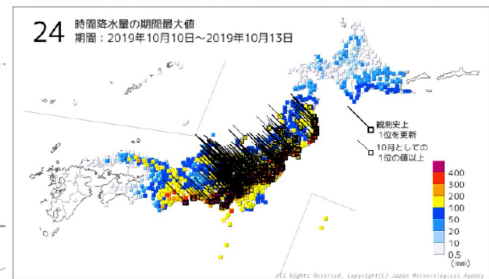 24 時間降水量の期間最大値
期間：2019年10月10日～2019年10月13日
観測史上
1位を更新
10月としての
1位の値以上
400
300
200
100
50
20
10
0.5
(mm)
All Rights Reserved, Copyright(C) Japan Meteorological Agency